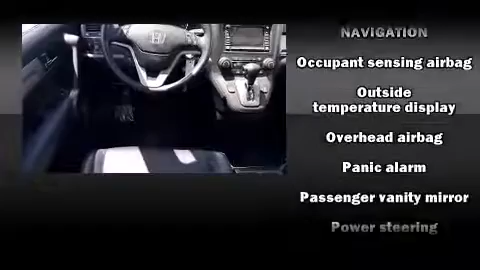 NAVIGATION
Occupant sensing airbag
Outside
temperature display
Overhead airbag
Panic alarm
Passenger vanity mirror
Power steering